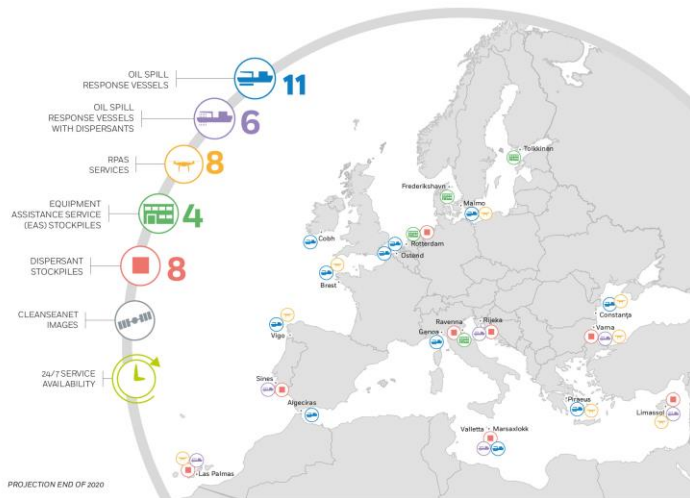 OIL SPILL
RESPONSE VESSELS
11
OIL SPILL
RESPONSE VESSELS
WITH DISPERSANTS
6
RPAS
SERVICES
8
EQUIPMENT
ASSISTANCE SERVICE
(EAS) STOCKPILES
4
DISPERSANT
STOCKPILES
8
CLEANSEANET
IMAGES
24/7 SERVICE
AVAILABILITY
PROJECTION END OF 2020
Tolkkinen
Frederikshavn
Malmo
Cobh
Rotterdam
Ostend
Brest
Constanța
Ravenna
Rijeka
Varna
Genna
Vigo
Sines
Piraeus
Algeciras
Limassol
Valletta
Marsaxlokk
Las Palmas